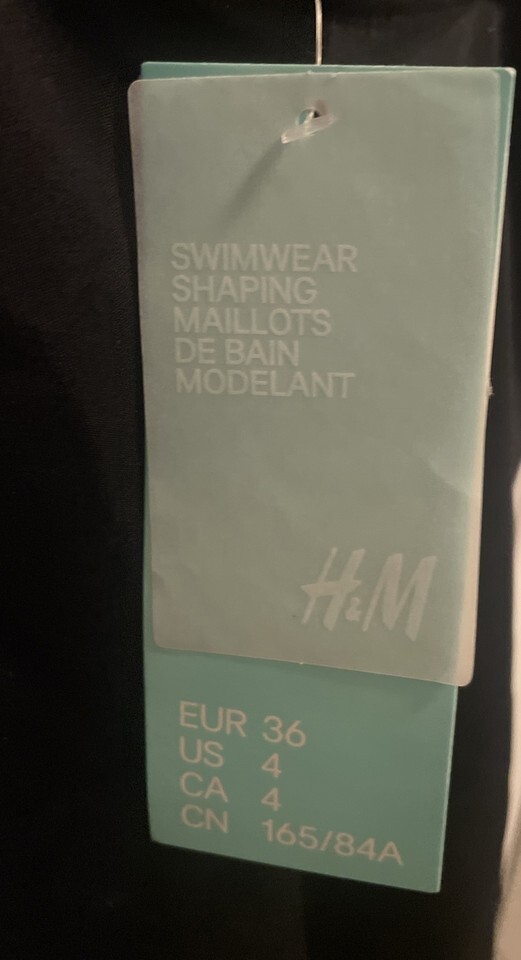 SWIMWEAR
SHAPING
MAILLOTS
DE BAIN
MODELANT
H&M
EUR 36
US 4
CA 4
CN 165/84A